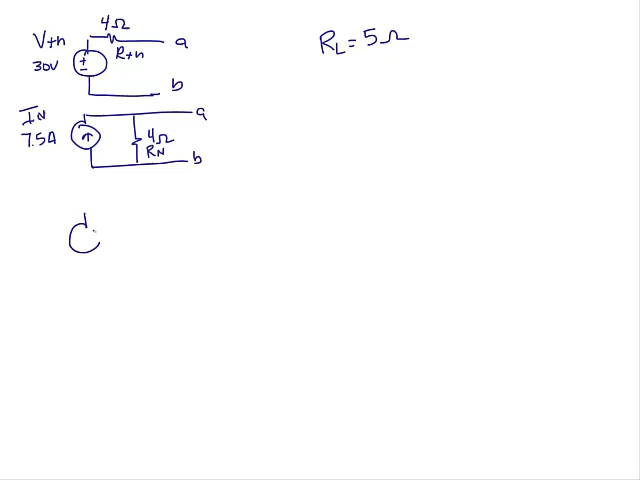 4Ω
Vth
a
Rth
30V
+
-
b
IN
a
7.5A
4Ω
RN
b
RL = 5Ω